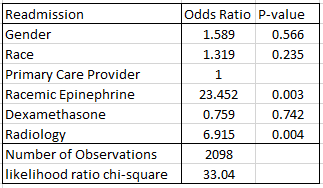 Readmission Odds Ratio P-value
Gender 1.589 0.566
Race 1.319 0.235
Primary Care Provider 1
Racemic Epinephrine 23.452 0.003
Dexamethasone 0.759 0.742
Radiology 6.915 0.004
Number of Observations 2098
likelihood ratio chi-square 33.04